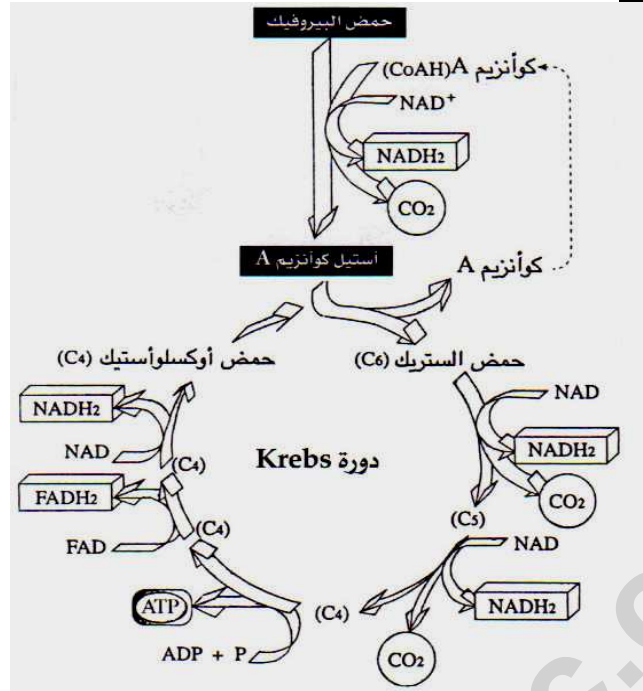 حمض البيروفيك
كوأنزيم A (CoAH)
NAD+
NADH2
CO2
أستيل كوأنزيم A
كوأنزيم A
حمض أوكسلوأستيك (C4)
حمض الستريك (C6)
NADH2
NAD
NAD
NADH2
CO2
دورة Krebs
(C4)
FADH2
FAD
(C4)
(C5)
NAD
NADH2
ATP
(C4)
ADP + P
CO2